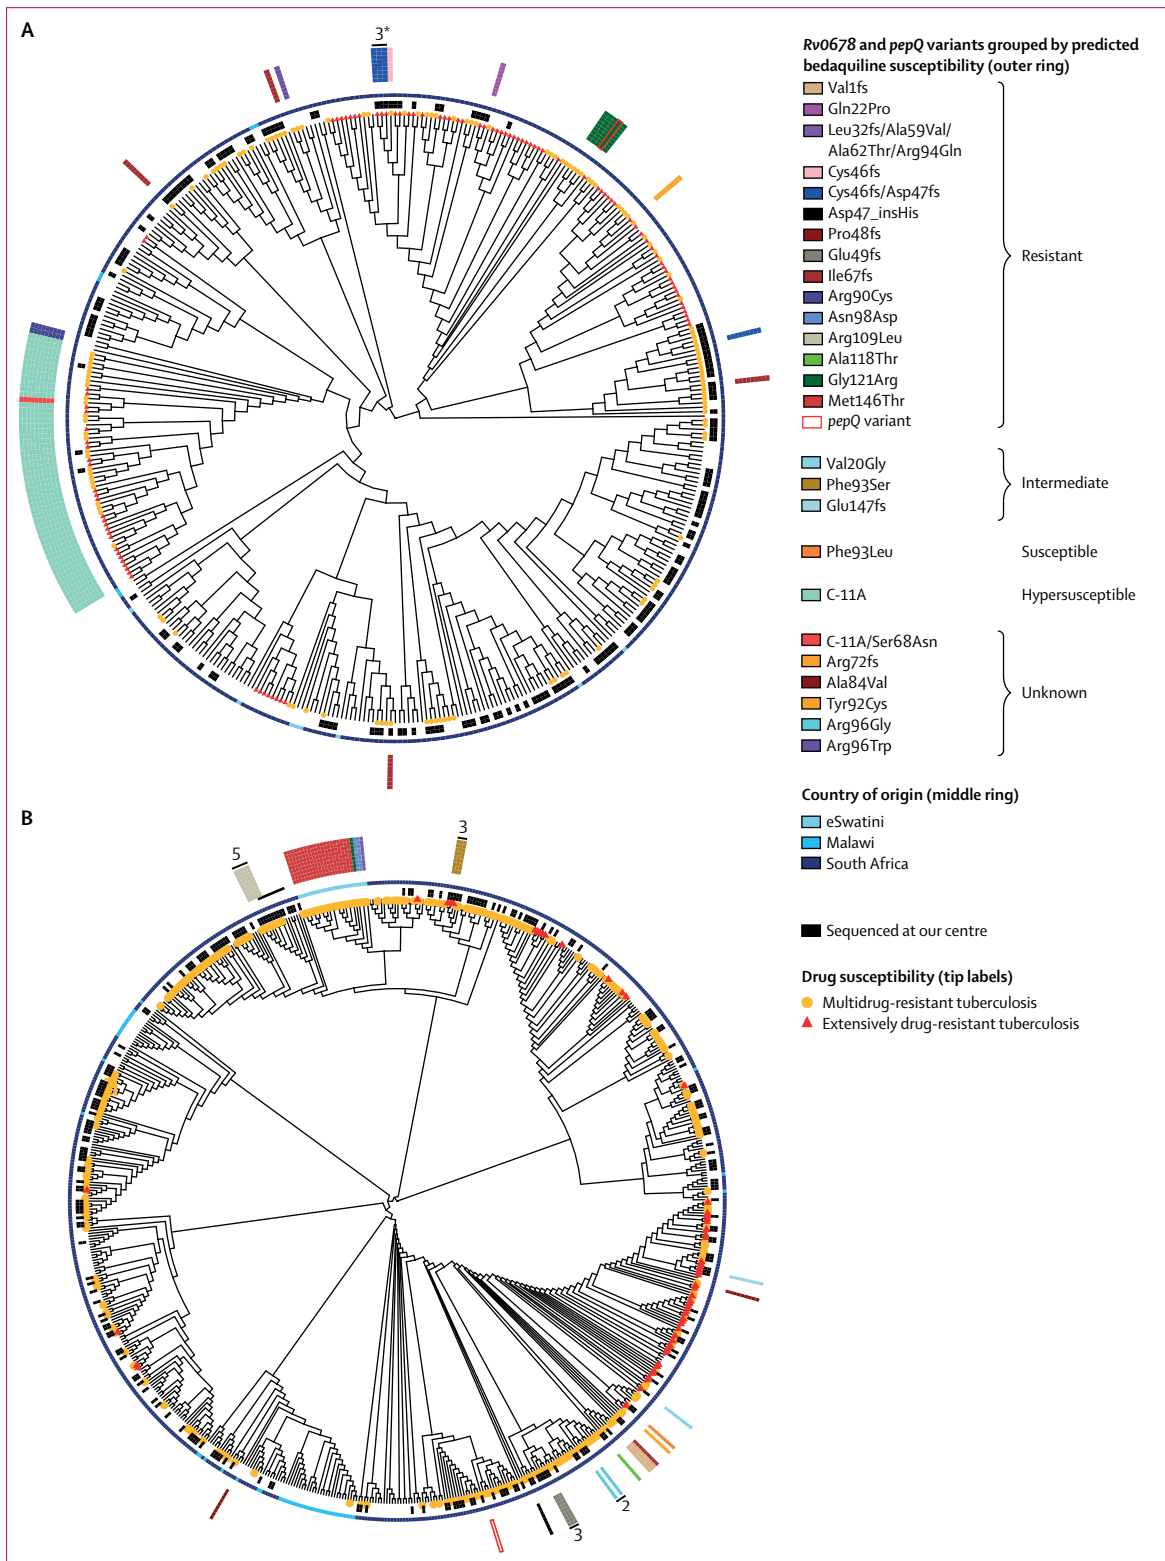 A
3*
Rv0678 and pepQ variants grouped by predicted
bedaquiline susceptibility (outer ring)
Val1fs
Gln22Pro
Leu32fs/Ala59Val/
Ala62Thr/Arg94Gln
Cys46fs
Cys46fs/Asp47fs
Asp47_insHis
Pro48fs
Glu49fs
Ile67fs
Arg90Cys
Asn98Asp
Arg109Leu
Ala118Thr
Gly121Arg
Met146Thr
pepQ variant
Resistant
Val20Gly
Phe93Ser
Glu147fs
Intermediate
Phe93Leu
Susceptible
C-11A
Hypersusceptible
C-11A/Ser68Asn
Arg72fs
Ala84Val
Tyr92Cys
Arg96Gly
Arg96Trp
Unknown
Country of origin (middle ring)
eSwatini
Malawi
South Africa
Sequenced at our centre
Drug susceptibility (tip labels)
Multidrug-resistant tuberculosis
Extensively drug-resistant tuberculosis
B
5
3
2
3